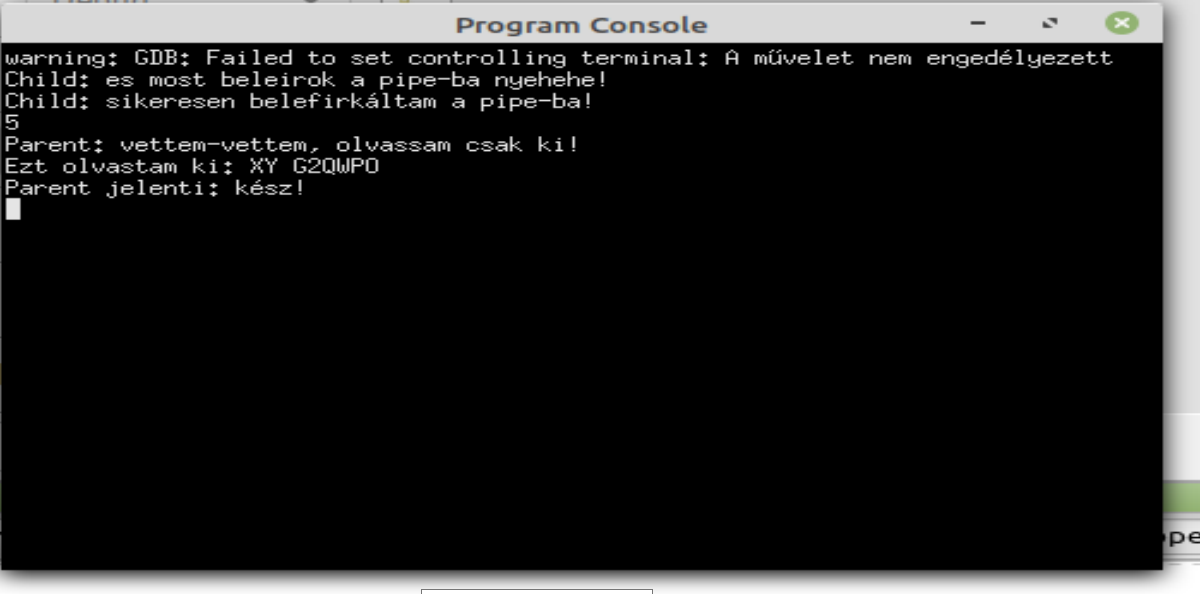 Program Console
warning: GDB: Failed to set controlling terminal: A művelet nem engedélyezett
Child: es most beleirok a pipe-ba nyehehe!
Child: sikeresen belefirkáltam a pipe-ba!
5
Parent: vettem-vettem, olvassam csak ki!
Ezt olvastam ki: XY G2QWPO
Parent jelenti: kész!